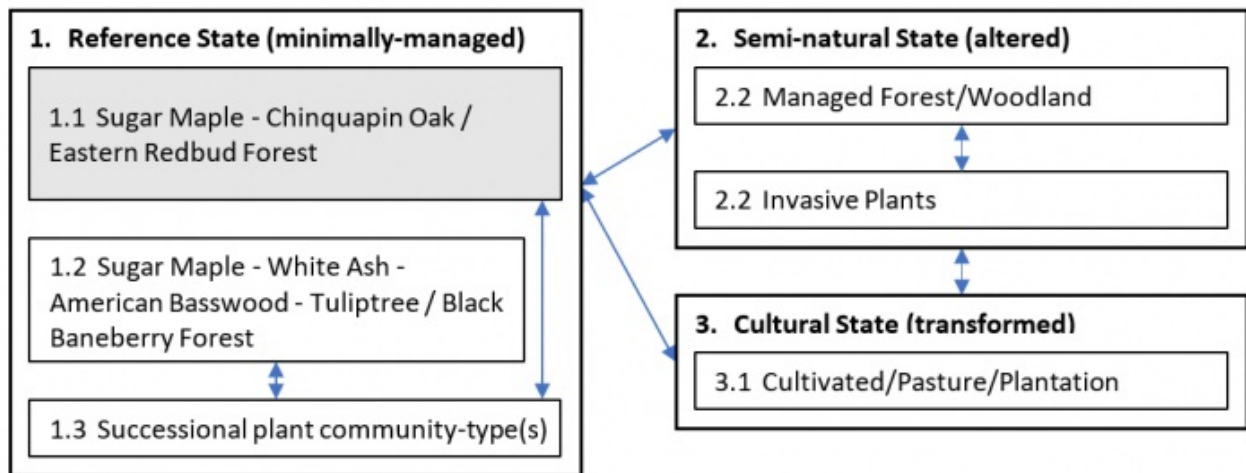 1. Reference State (minimally-managed)
1.1 Sugar Maple - Chinquapin Oak /
Eastern Redbud Forest
1.2 Sugar Maple - White Ash -
American Basswood - Tuliptree / Black
Baneberry Forest
1.3 Successional plant community-type(s)
2. Semi-natural State (altered)
2.2 Managed Forest/Woodland
2.2 Invasive Plants
3. Cultural State (transformed)
3.1 Cultivated/Pasture/Plantation